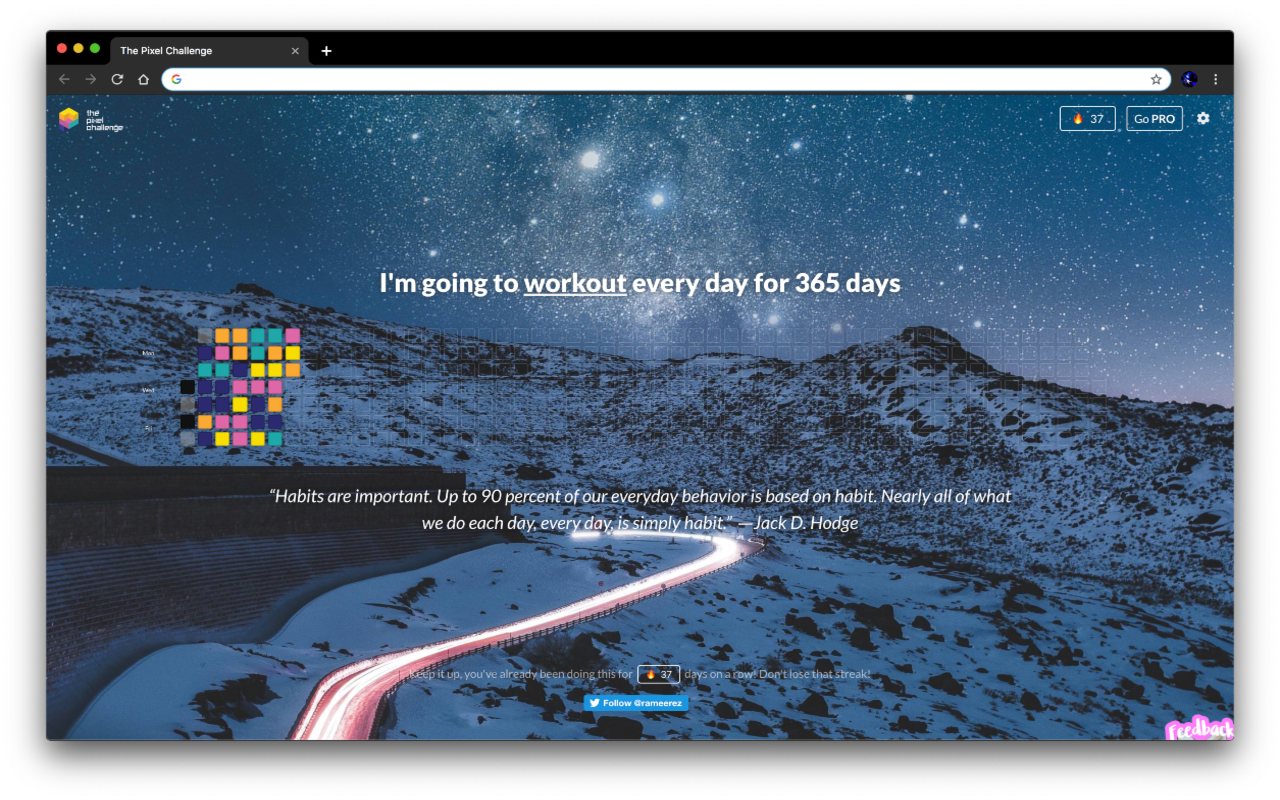 The Pixel Challenge
the
pixel
challenge
37
Go PRO
I'm going to workout every day for 365 days
Mon
Wed
Fri
“Habits are important. Up to 90 percent of our everyday behavior is based on habit. Nearly all of what
we do each day, every day, is simply habit.” —Jack D. Hodge
Keep it up, you've already been doing this for 37 days on a row! Don't lose that streak!
Follow @rameerez
Feedback